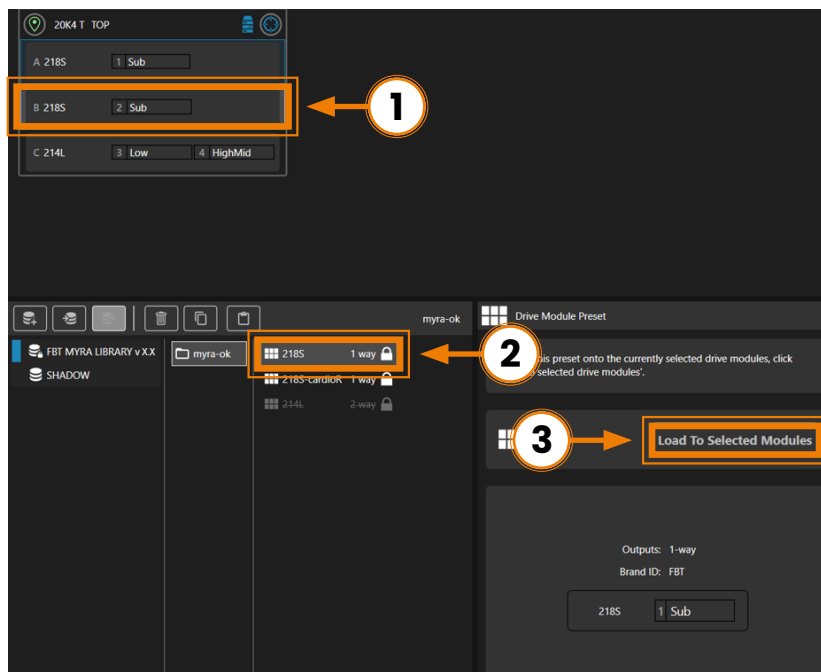 20K4 T TOP
A 218S 1 Sub
B 218S 2 Sub
1
C 214L 3 Low 4 HighMid
myra-ok
Drive Module Preset
FBT MYRA LIBRARY v X.X
SHADOW
myra-ok
218S 1 way
218S-cardioR 1 way
214L 2 way
2
his preset onto the currently selected drive modules, click
selected drive modules'.
3
Load To Selected Modules
Outputs: 1-way
Brand ID: FBT
218S 1 Sub